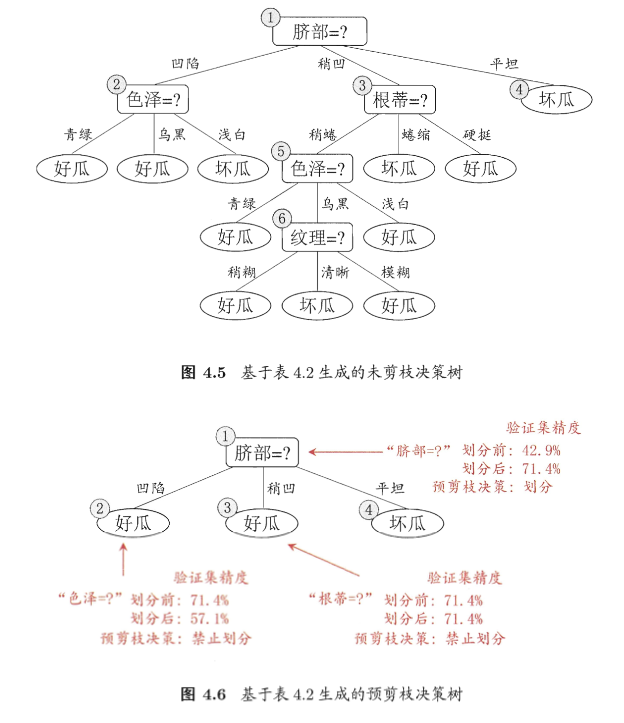 ① 脐部=?
凹陷 稍凹 平坦
② 色泽=? ③ 根蒂=? ④ 坏瓜
青绿 乌黑 浅白 稍蜷 蜷缩 硬挺
好瓜 好瓜 坏瓜 ⑤ 色泽=? 坏瓜 好瓜
青绿 乌黑 浅白
好瓜 ⑥ 纹理=? 好瓜
稍糊 清晰 模糊
好瓜 坏瓜 好瓜
图 4.5 基于表 4.2 生成的未剪枝决策树
验证集精度
① 脐部=? “脐部=?” 划分前: 42.9%
划分后: 71.4%
预剪枝决策: 划分
凹陷 稍凹 平坦
② 好瓜 ③ 好瓜 ④ 坏瓜
验证集精度 验证集精度
“色泽=?” 划分前: 71.4% “根蒂=?” 划分前: 71.4%
划分后: 57.1% 划分后: 71.4%
预剪枝决策: 禁止划分 预剪枝决策: 禁止划分
图 4.6 基于表 4.2 生成的预剪枝决策树